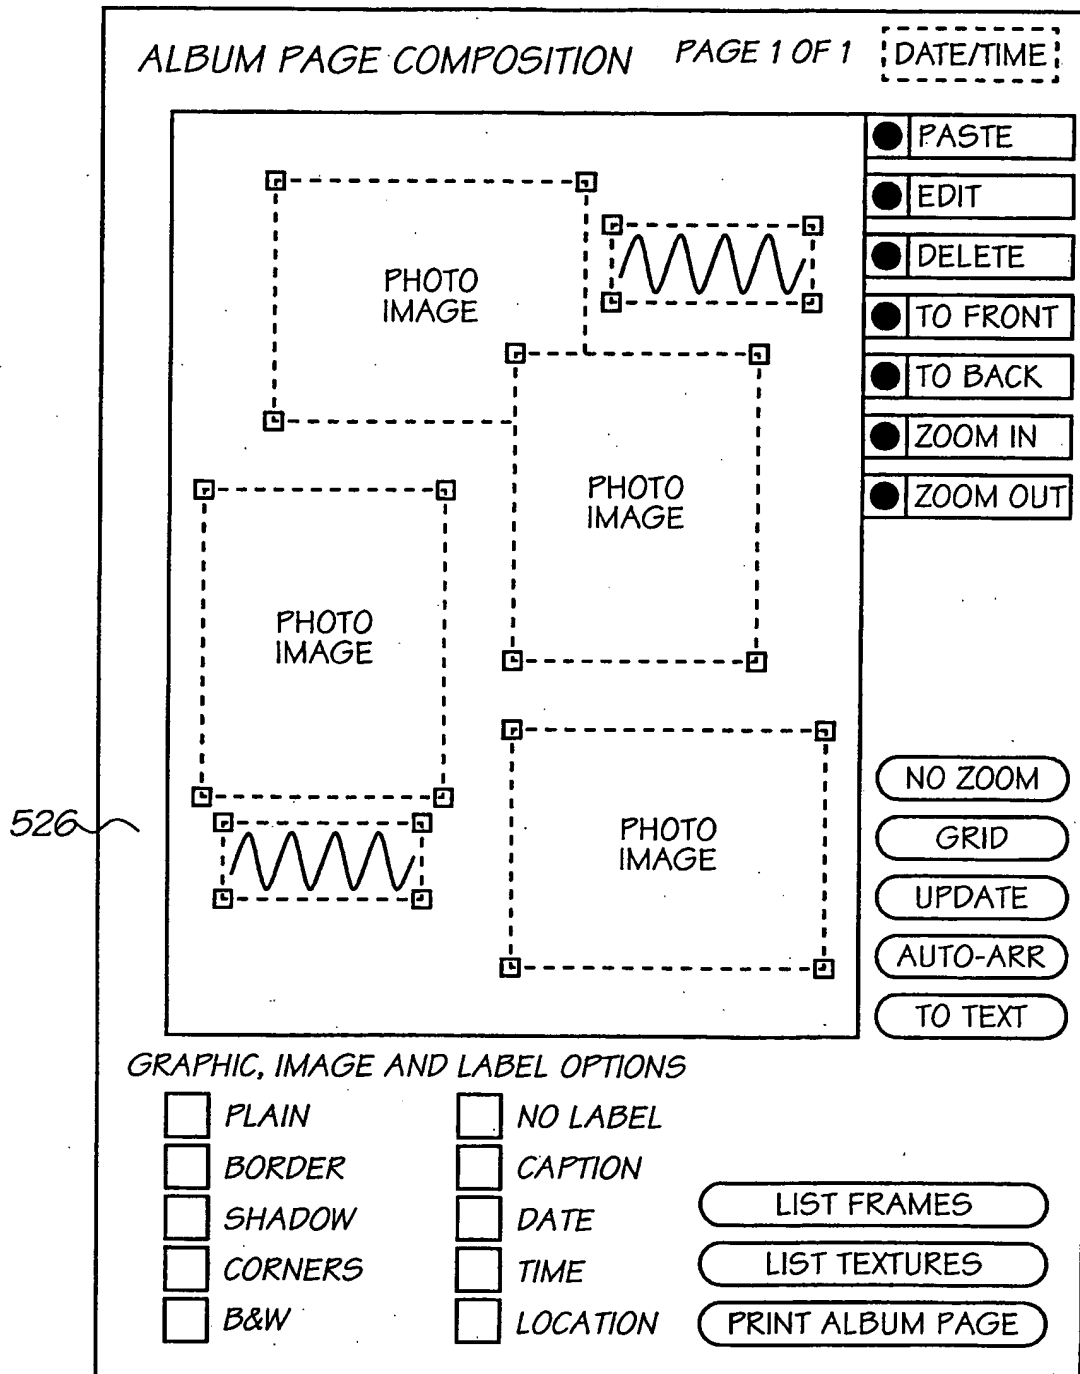 ALBUM PAGE COMPOSITION PAGE 1 OF 1 DATE/TIME
PASTE
EDIT
DELETE
TO FRONT
TO BACK
ZOOM IN
ZOOM OUT
PHOTO
IMAGE
PHOTO
IMAGE
PHOTO
IMAGE
PHOTO
IMAGE
526
NO ZOOM
GRID
UPDATE
AUTO-ARR
TO TEXT
GRAPHIC, IMAGE AND LABEL OPTIONS
PLAIN
BORDER
SHADOW
CORNERS
B&W
NO LABEL
CAPTION
DATE
TIME
LOCATION
LIST FRAMES
LIST TEXTURES
PRINT ALBUM PAGE